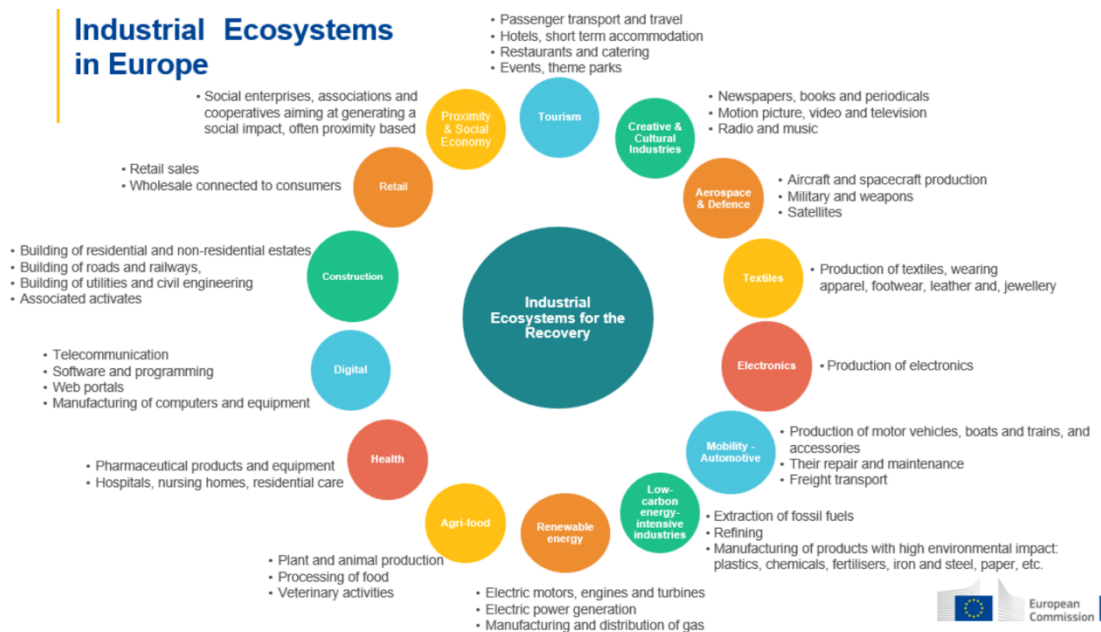 Industrial Ecosystems
in Europe
• Passenger transport and travel
• Hotels, short term accommodation
• Restaurants and catering
• Events, theme parks
Tourism
• Newspapers, books and periodicals
• Motion picture, video and television
• Radio and music
Creative &
Cultural
Industries
• Aircraft and spacecraft production
• Military and weapons
• Satellites
Aerospace
& Defence
• Production of textiles, wearing
apparel, footwear, leather and, jewellery
Textiles
• Production of electronics
Electronics
• Production of motor vehicles, boats and trains, and
accessories
• Their repair and maintenance
• Freight transport
Mobility -
Automotive
• Extraction of fossil fuels
• Refining
• Manufacturing of products with high environmental impact:
plastics, chemicals, fertilisers, iron and steel, paper, etc.
Low-
carbon
energy-
intensive
industries
• Electric motors, engines and turbines
• Electric power generation
• Manufacturing and distribution of gas
Renewable
energy
• Plant and animal production
• Processing of food
• Veterinary activities
Agri-food
• Pharmaceutical products and equipment
• Hospitals, nursing homes, residential care
Health
• Telecommunication
• Software and programming
• Web portals
• Manufacturing of computers and equipment
Digital
• Building of residential and non-residential estates
• Building of roads and railways,
• Building of utilities and civil engineering
• Associated activates
Construction
• Retail sales
• Wholesale connected to consumers
Retail
• Social enterprises, associations and
cooperatives aiming at generating a
social impact, often proximity based
Proximity
& Social
Economy
Industrial
Ecosystems for the
Recovery
European
Commission